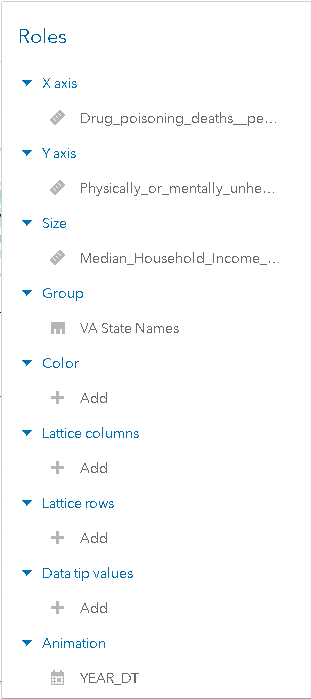 Roles
X axis
Drug_poisoning_deaths__pe...
Y axis
Physically_or_mentally_unhe...
Size
Median_Household_Income_...
Group
VA State Names
Color
Add
Lattice columns
Add
Lattice rows
Add
Data tip values
Add
Animation
YEAR_DT